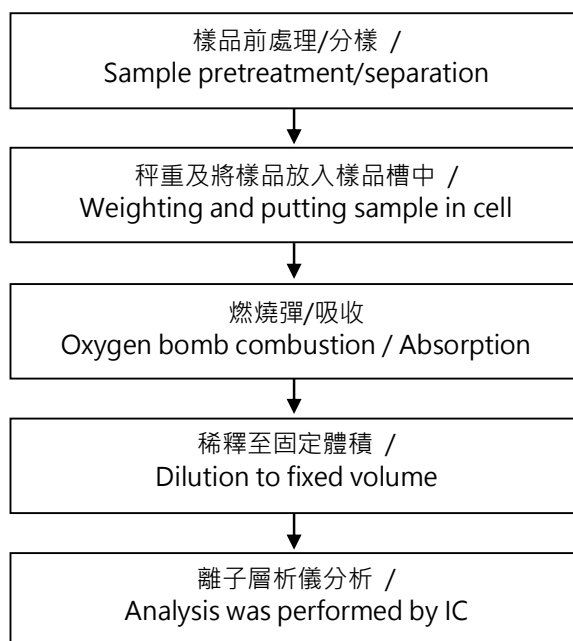 樣品前處理/分樣 /
Sample pretreatment/separation
秤重及將樣品放入樣品槽中 /
Weighting and putting sample in cell
燃燒彈/吸收
Oxygen bomb combustion / Absorption
稀釋至固定體積 /
Dilution to fixed volume
離子層析儀分析 /
Analysis was performed by IC